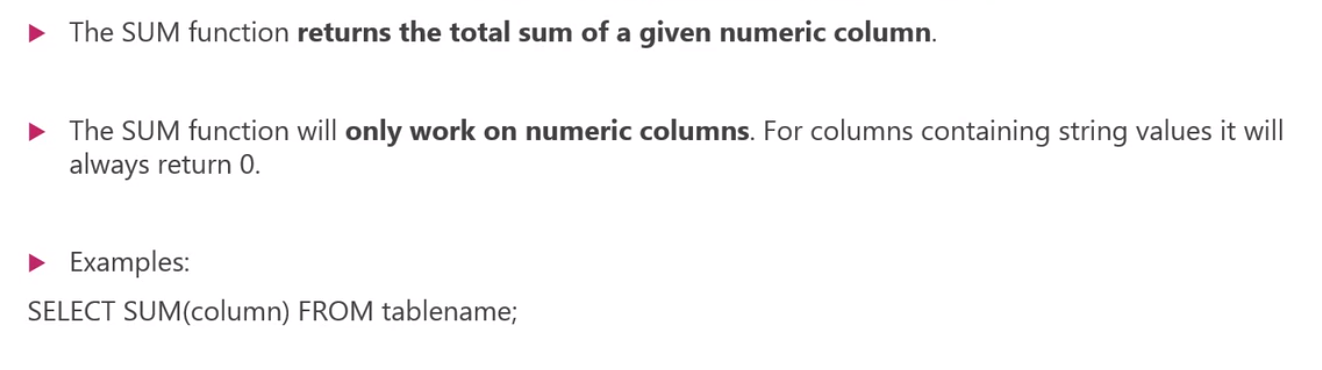 The SUM function returns the total sum of a given numeric column.
The SUM function will only work on numeric columns. For columns containing string values it will
always return 0.
Examples:
SELECT SUM(column) FROM tablename;